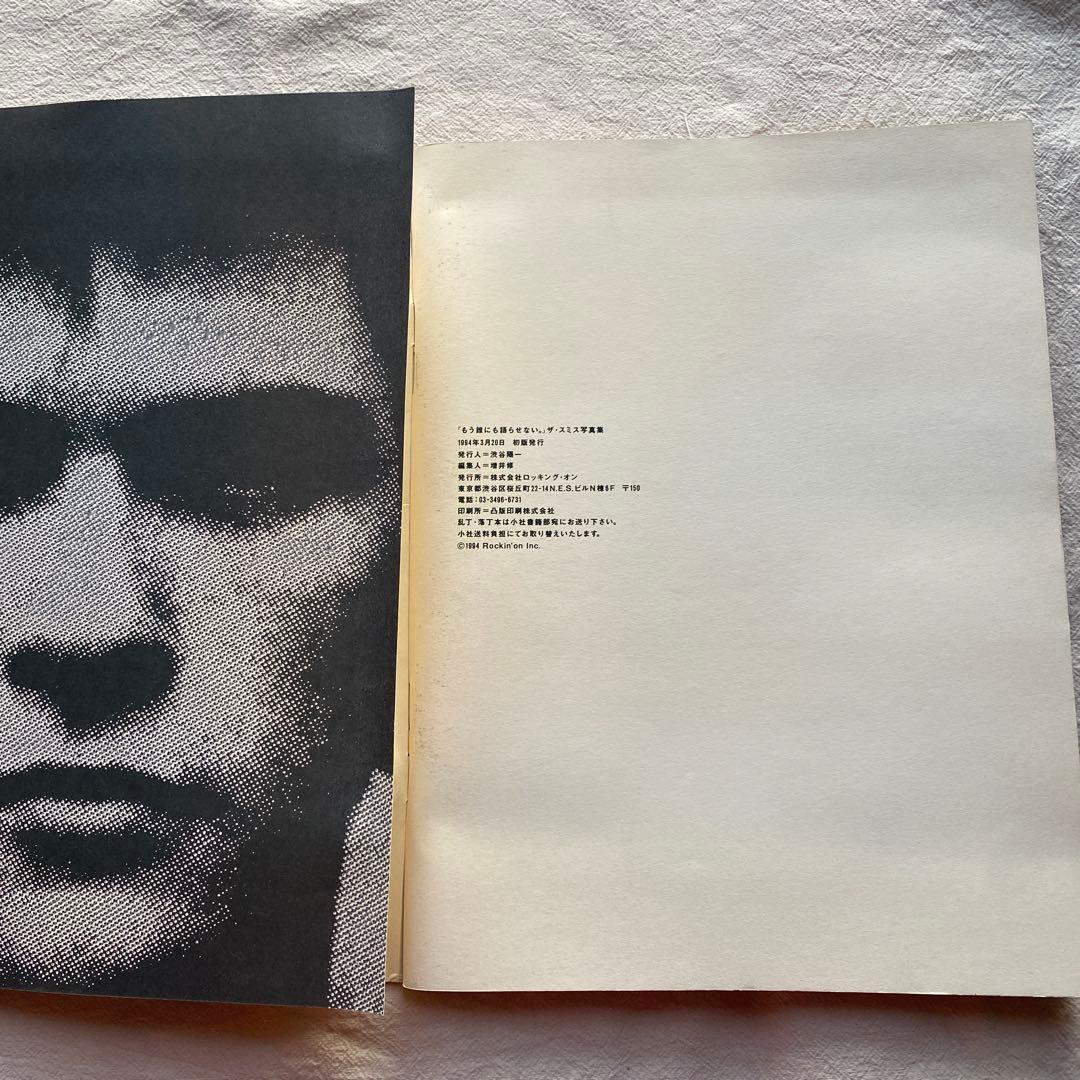 「もう誰にも語らせない。」ザ・スミス写真集
1994年3月20日　初版発行
発行人＝渋谷陽一
編集人＝増井修
発行所＝株式会社ロッキング・オン
東京都渋谷区桜丘町22-14 N.E.S.ビルN棟6F　〒150
電話：03-3496-6731
印刷所＝凸版印刷株式会社
乱丁・落丁本は小社書籍部宛にお送り下さい。
小社送料負担にてお取り替えいたします。
©1994 Rockin'on Inc.